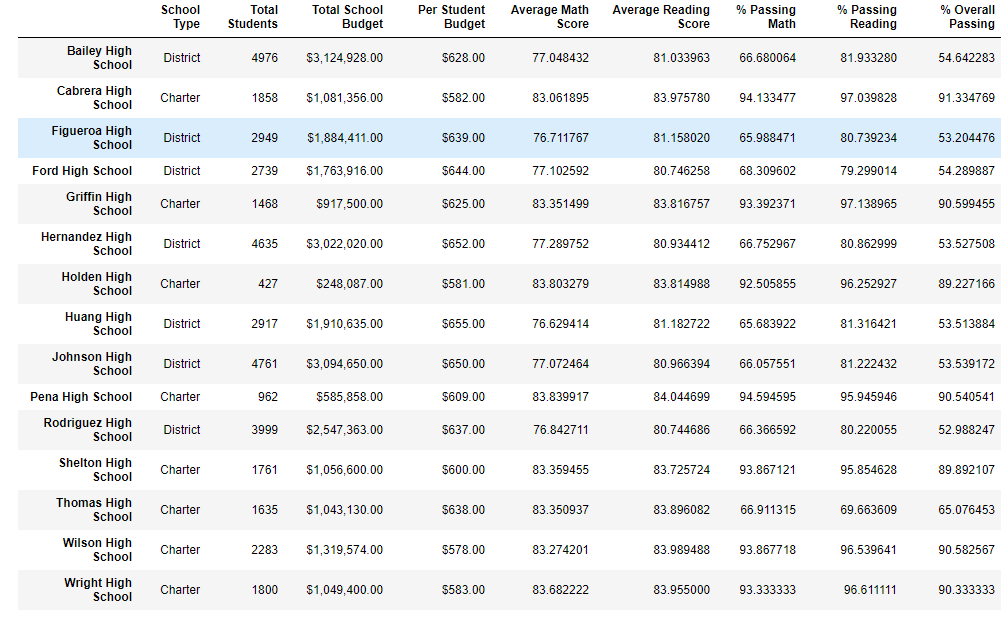 School Type Total Students Total School Budget Per Student Budget Average Math Score Average Reading Score % Passing Math % Passing Reading % Overall Passing
Bailey High School District 4976 $3,124,928.00 $628.00 77.048432 81.033963 66.680064 81.933280 54.642283
Cabrera High School Charter 1858 $1,081,356.00 $582.00 83.061895 83.975780 94.133477 97.039828 91.334769
Figueroa High School District 2949 $1,884,411.00 $639.00 76.711767 81.158020 65.988471 80.739234 53.204476
Ford High School District 2739 $1,763,916.00 $644.00 77.102592 80.746258 68.309602 79.299014 54.289887
Griffin High School Charter 1468 $917,500.00 $625.00 83.351499 83.816757 93.392371 97.138965 90.599455
Hernandez High School District 4635 $3,022,020.00 $652.00 77.289752 80.934412 66.752967 80.862999 53.527508
Holden High School Charter 427 $248,087.00 $581.00 83.803279 83.814988 92.505855 96.252927 89.227166
Huang High School District 2917 $1,910,635.00 $655.00 76.629414 81.182722 65.683922 81.316421 53.513884
Johnson High School District 4761 $3,094,650.00 $650.00 77.072464 80.966394 66.057551 81.222432 53.539172
Pena High School Charter 962 $585,858.00 $609.00 83.839917 84.044699 94.594595 95.945946 90.540541
Rodriguez High School District 3999 $2,547,363.00 $637.00 76.842711 80.744686 66.366592 80.220055 52.988247
Shelton High School Charter 1761 $1,056,600.00 $600.00 83.359455 83.725724 93.867121 95.854628 89.892107
Thomas High School Charter 1635 $1,043,130.00 $638.00 83.350937 83.896082 66.911315 69.663609 65.076453
Wilson High School Charter 2283 $1,319,574.00 $578.00 83.274201 83.989488 93.867718 96.539641 90.582567
Wright High School Charter 1800 $1,049,400.00 $583.00 83.682222 83.955000 93.333333 96.611111 90.333333